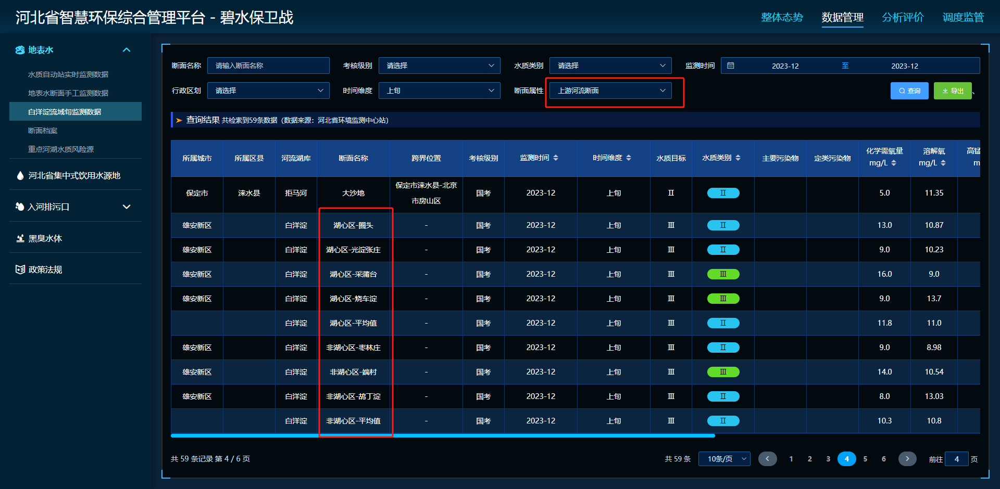 河北省智慧环保综合管理平台 - 碧水保卫战
整体态势 数据管理 分析评价 调度监管
地表水
水质自动站实时监测数据
地表水断面手工监测数据
白洋淀流域旬监测数据
断面档案
重点河湖水质风险源
河北省集中式饮用水源地
入河排污口
黑臭水体
政策法规
断面名称 请输入断面名称 考核级别 请选择 水质类别 请选择 监测时间 2023-12 至 2023-12
行政区划 请选择 时间维度 上旬 断面属性 上游河流断面 查询 导出 、
查询结果 共检索到59条数据（数据来源：河北省环境监测中心站）
所属城市 所属区县 河流湖库 断面名称 跨界位置 考核级别 监测时间 时间维度 水质目标 水质类别 主要污染物 定类污染物 化学需氧量 mg/L 溶解氧 mg/L 高锰 m
保定市 涞水县 拒马河 大沙地 保定市涞水县-北京市房山区 国考 2023-12 上旬 Ⅱ Ⅱ 5.0 11.35
雄安新区 白洋淀 湖心区-圈头 - 国考 2023-12 上旬 Ⅲ Ⅱ 13.0 10.87
雄安新区 白洋淀 湖心区-光淀张庄 - 国考 2023-12 上旬 Ⅲ Ⅱ 9.0 10.23
雄安新区 白洋淀 湖心区-采蒲台 - 国考 2023-12 上旬 Ⅲ Ⅲ 16.0 9.0
雄安新区 白洋淀 湖心区-烧车淀 - 国考 2023-12 上旬 Ⅲ Ⅲ 9.0 13.7
白洋淀 湖心区-平均值 - 国考 2023-12 上旬 Ⅲ Ⅱ 11.8 11.0
雄安新区 白洋淀 非湖心区-枣林庄 - 国考 2023-12 上旬 Ⅲ Ⅱ 9.0 8.98
雄安新区 白洋淀 非湖心区-端村 - 国考 2023-12 上旬 Ⅲ Ⅲ 14.0 10.54
雄安新区 白洋淀 非湖心区-鸪丁淀 - 国考 2023-12 上旬 Ⅲ Ⅱ 8.0 13.03
白洋淀 非湖心区-平均值 - 国考 2023-12 上旬 Ⅲ Ⅱ 10.3 10.8
共 59 条记录 第 4 / 6 页 共 59 条 10条/页 1 2 3 4 5 6 前往 4 页